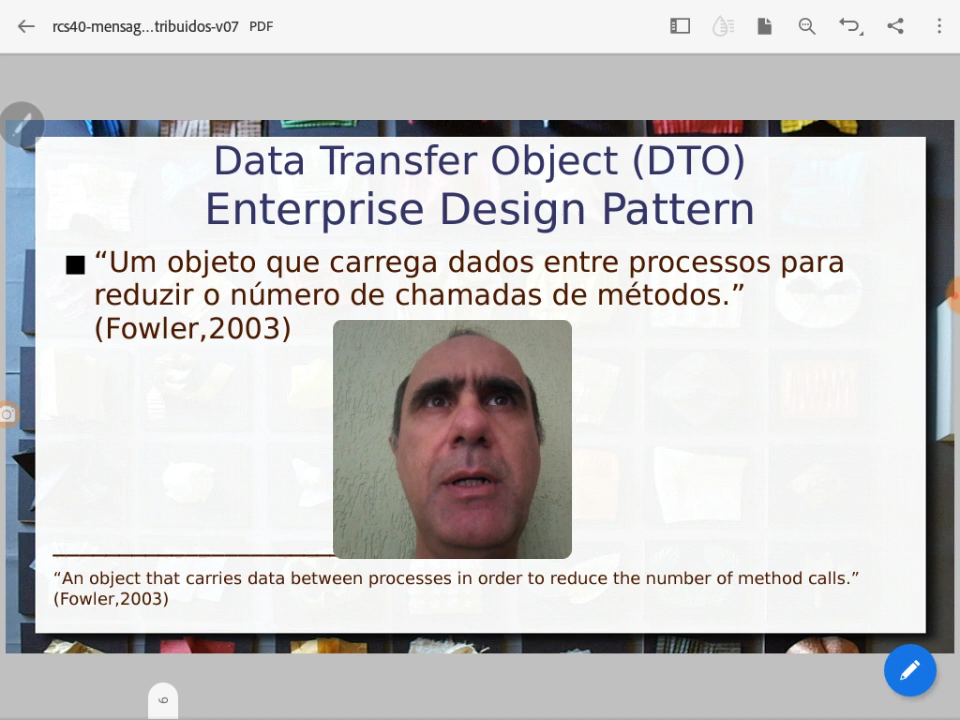 rcs40-mensag...tribuidos-v07 PDF
Data Transfer Object (DTO)
Enterprise Design Pattern
“Um objeto que carrega dados entre processos para
reduzir o número de chamadas de métodos.”
(Fowler,2003)
“An object that carries data between processes in order to reduce the number of method calls.”
(Fowler,2003)